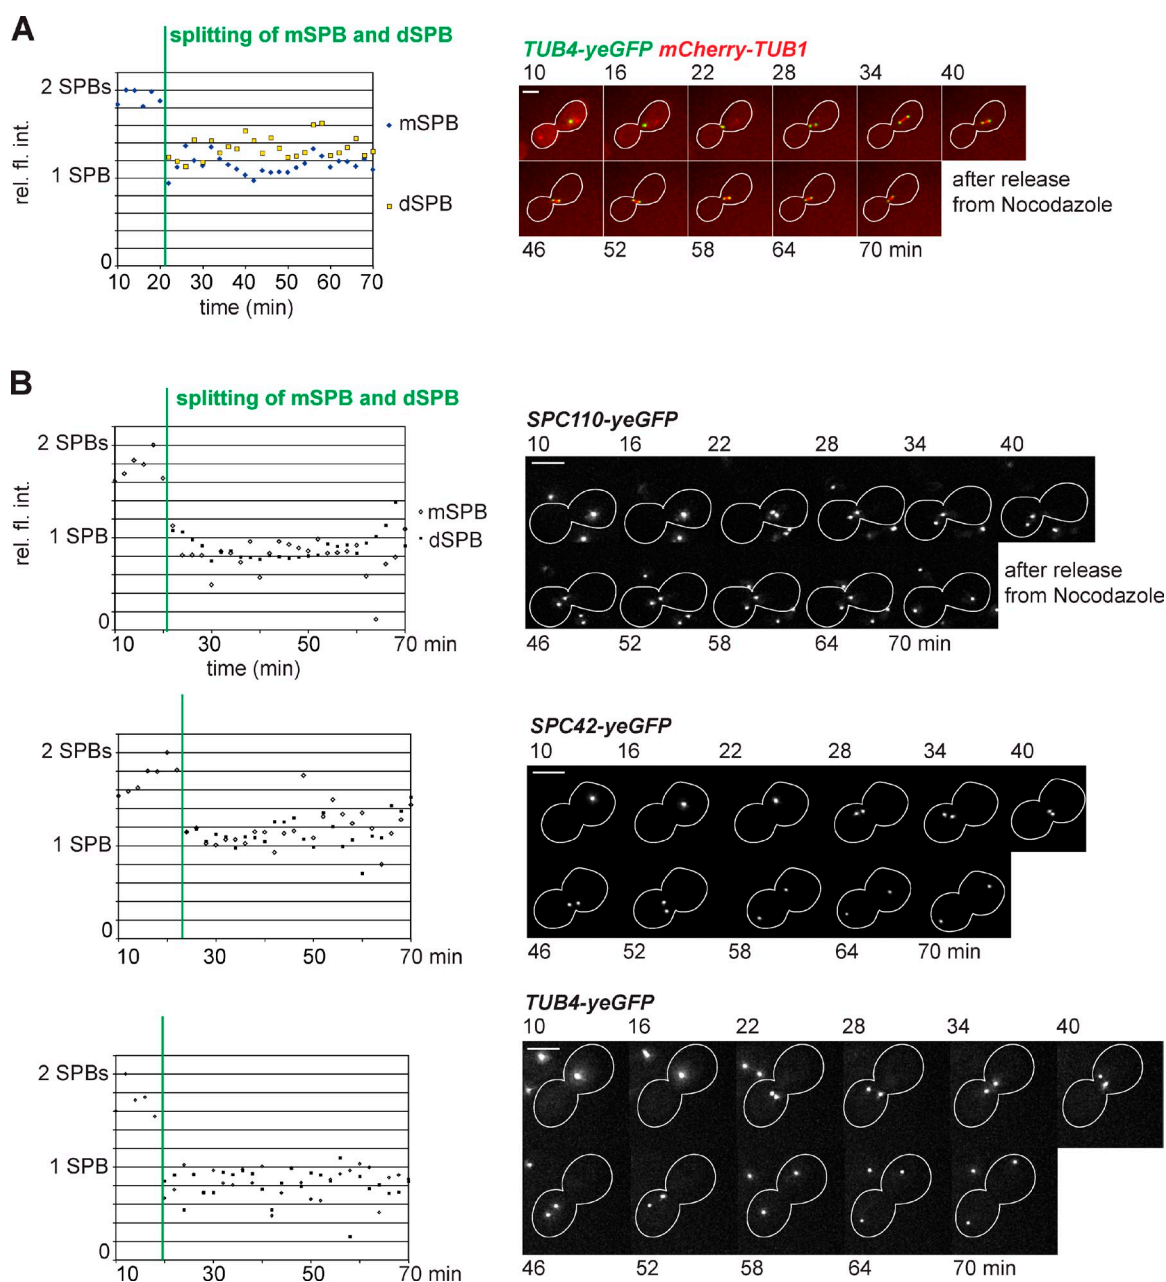 A
splitting of mSPB and dSPB
2 SPBs
1 SPB
0
rel. fl. int.
10 20 30 40 50 60 70
time (min)
mSPB
dSPB
TUB4-yeGFP mCherry-TUB1
10 16 22 28 34 40
46 52 58 64 70 min
after release
from Nocodazole
B
splitting of mSPB and dSPB
2 SPBs
1 SPB
0
rel. fl. int.
10 30 50 70 min
time (min)
mSPB
dSPB
SPC110-yeGFP
10 16 22 28 34 40
46 52 58 64 70 min
after release
from Nocodazole
2 SPBs
1 SPB
0
10 30 50 70 min
SPC42-yeGFP
10 16 22 28 34 40
46 52 58 64 70 min
2 SPBs
1 SPB
0
10 30 50 70 min
TUB4-yeGFP
10 16 22 28 34 40
46 52 58 64 70 min